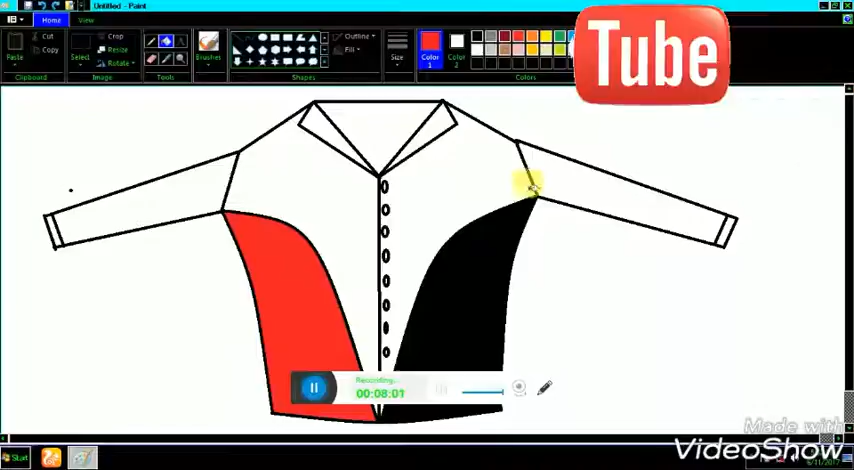 Untitled - Paint
Home
View
Cut
Copy
Paste
Clipboard
Crop
Resize
Rotate
Select
Image
Tools
Brushes
Shapes
Outline
Fill
Size
Color
1
Color
2
Colors
Tube
Recording...
00:08:01
Made with
VideoShow
Start